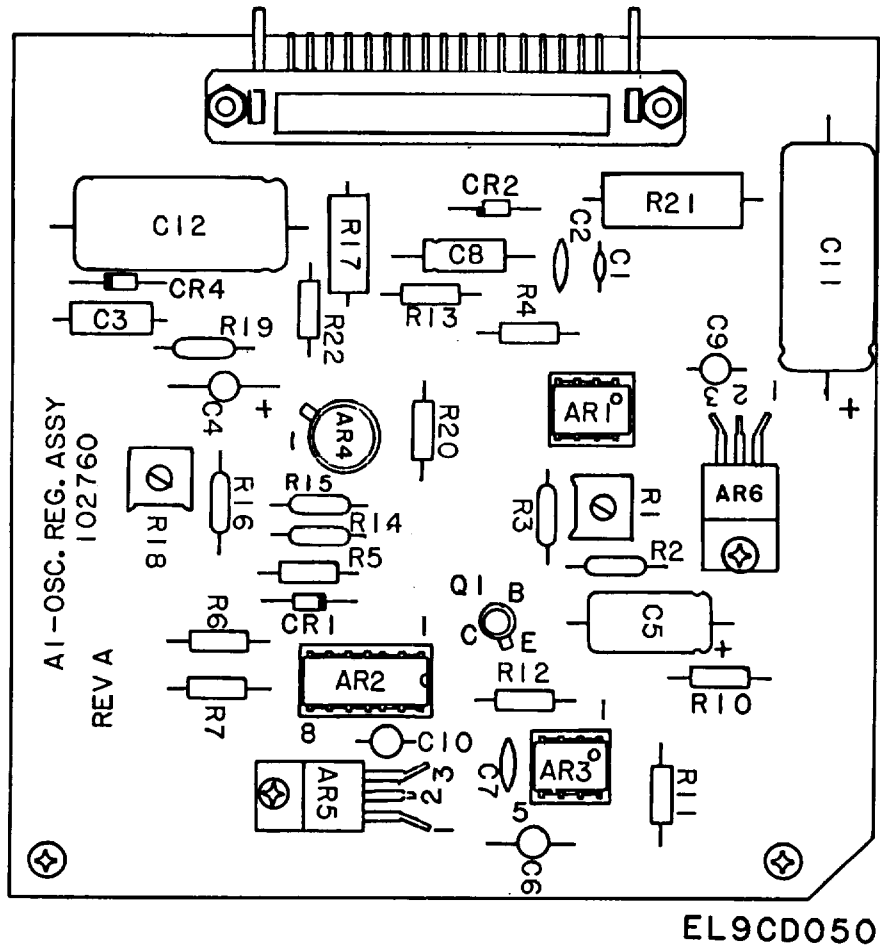 CR2
R21
C12
R17
C8
C2
C1
C11
CR4
R13
R4
C3
R19
R22
C9
3 2 1
+
C4
+
AR4
1
R20
AR1
AR6
A1-OSC. REG. ASSY
102760
REV A
R18
R16
R15
R14
R3
R1
R5
R2
CR1
Q1
B
C
E
C5
+
R6
1
AR2
R12
R10
R7
8
C10
1
AR5
3
2
1
C7
AR3
5
R11
C6
EL9CD050